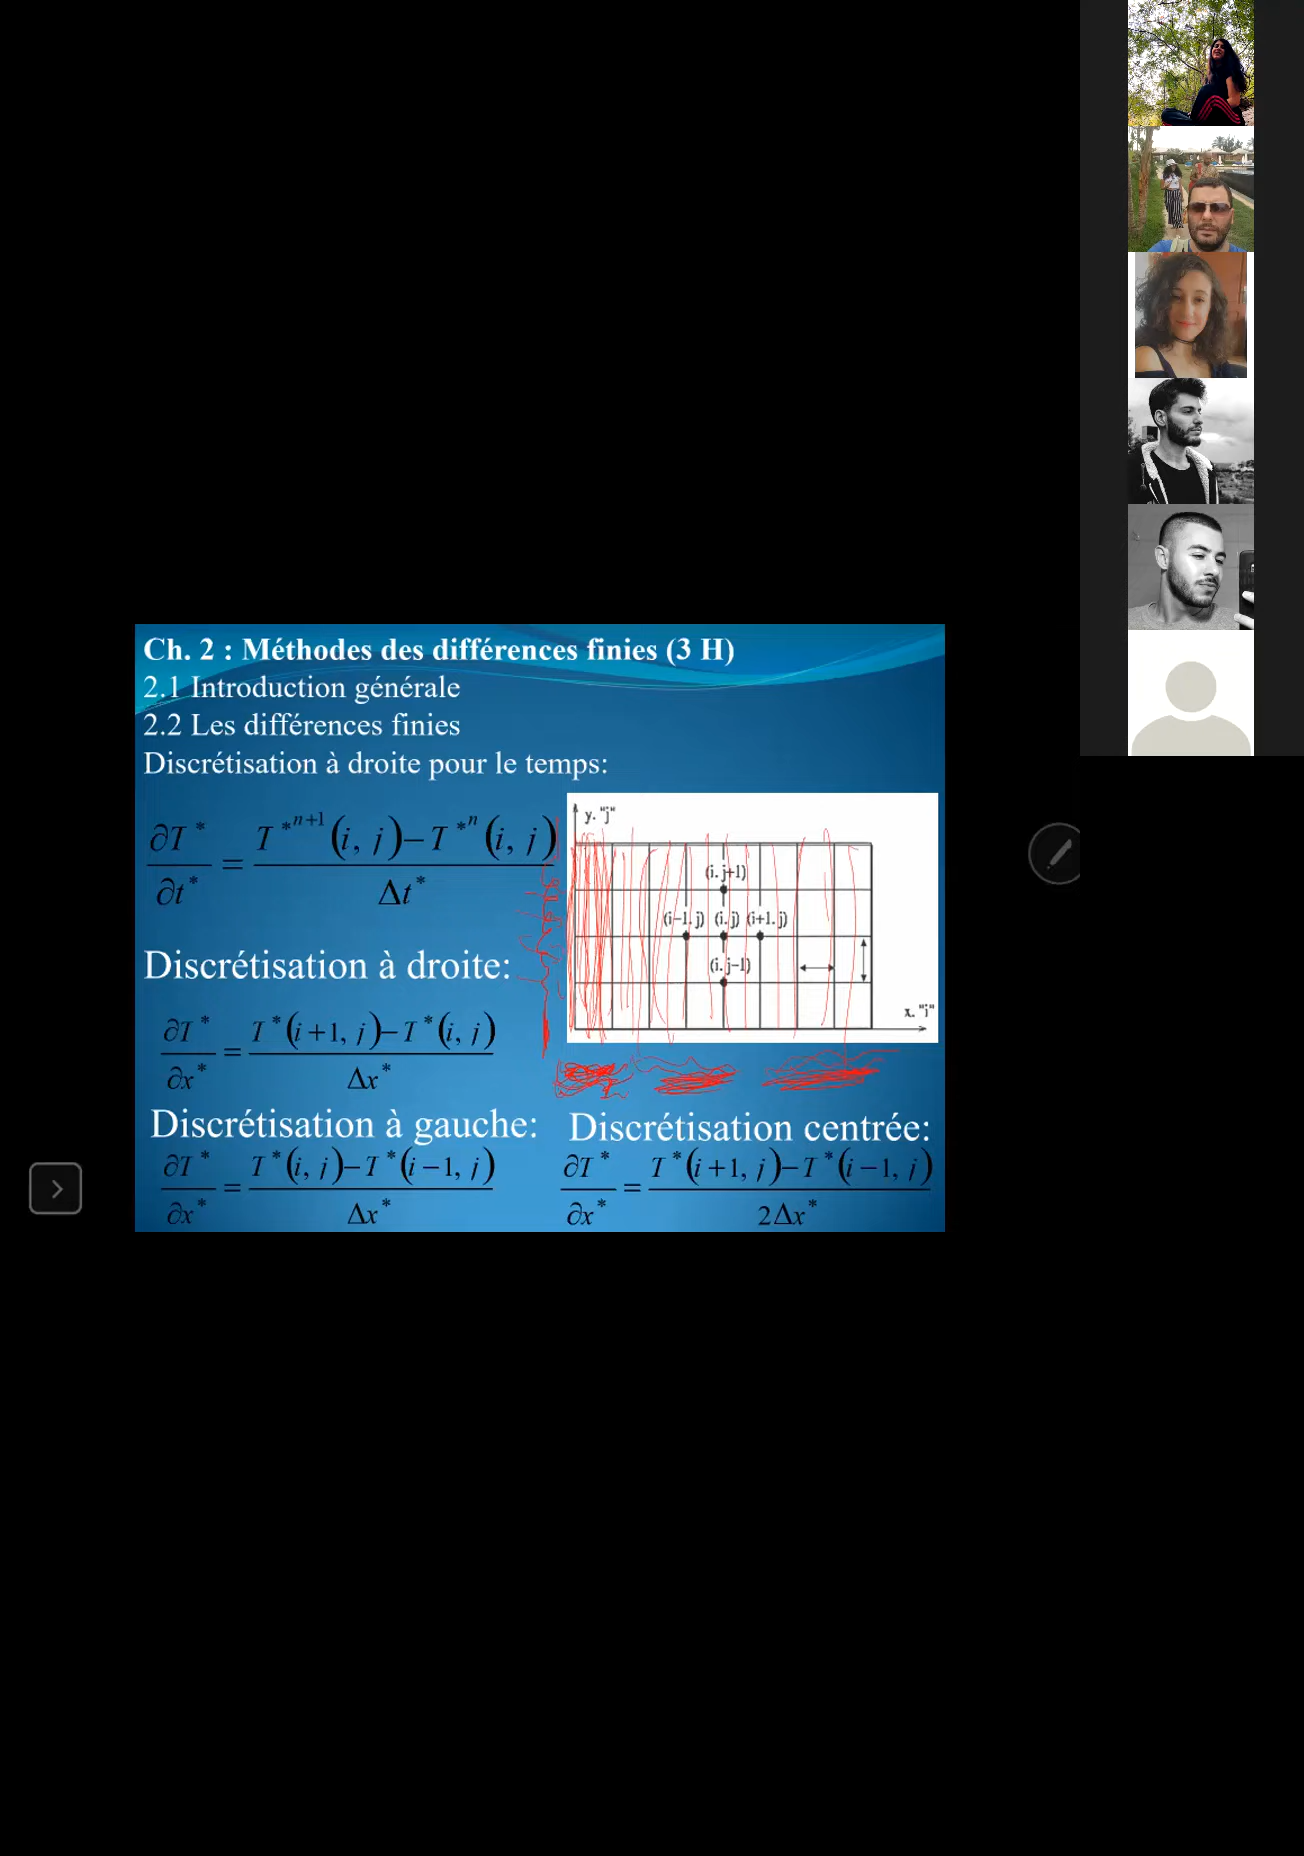 Ch. 2 : Méthodes des différences finies (3 H)
2.1 Introduction générale
2.2 Les différences finies
Discrétisation à droite pour le temps:
∂T*/∂t* = (T*ⁿ⁺¹(i, j) − T*ⁿ(i, j)) / Δt*
y. "j"
(i. j+1)
(i−1. j) (i. j) (i+1. j)
(i. j−1)
x. "i"
Discrétisation à droite:
∂T*/∂x* = (T*(i+1, j) − T*(i, j)) / Δx*
Discrétisation à gauche:
∂T*/∂x* = (T*(i, j) − T*(i−1, j)) / Δx*
Discrétisation centrée:
∂T*/∂x* = (T*(i+1, j) − T*(i−1, j)) / 2Δx*